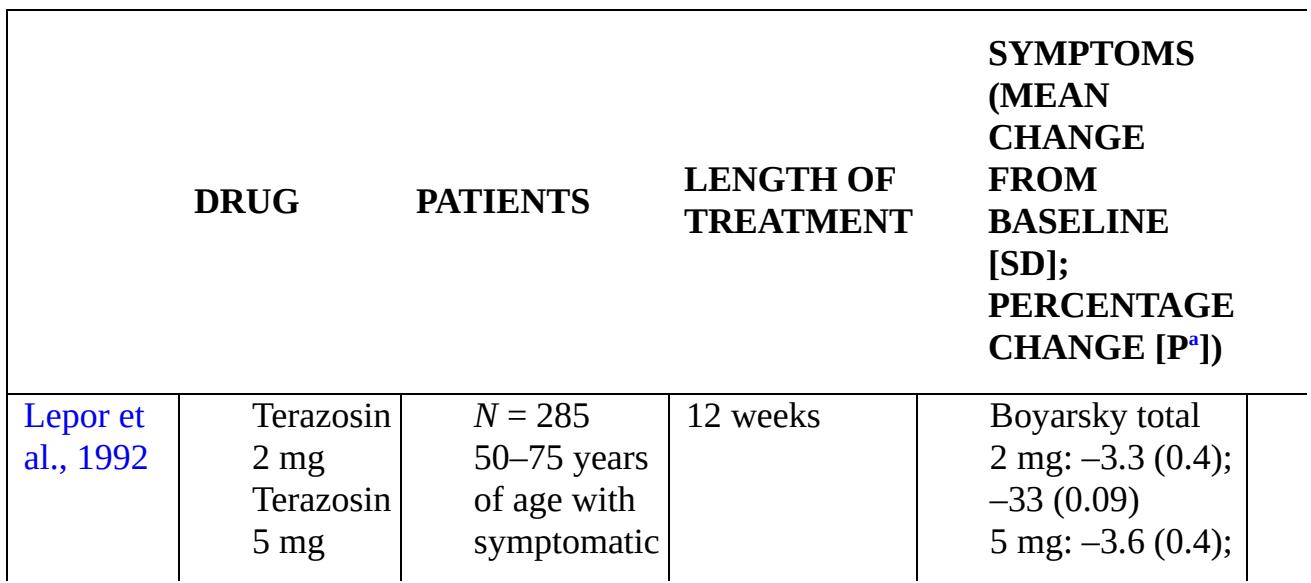 DRUG
PATIENTS
LENGTH OF
TREATMENT
SYMPTOMS
(MEAN
CHANGE
FROM
BASELINE
[SD];
PERCENTAGE
CHANGE [Pᵃ])
Lepor et
al., 1992
Terazosin
2 mg
Terazosin
5 mg
N = 285
50–75 years
of age with
symptomatic
12 weeks
Boyarsky total
2 mg: –3.3 (0.4);
–33 (0.09)
5 mg: –3.6 (0.4);